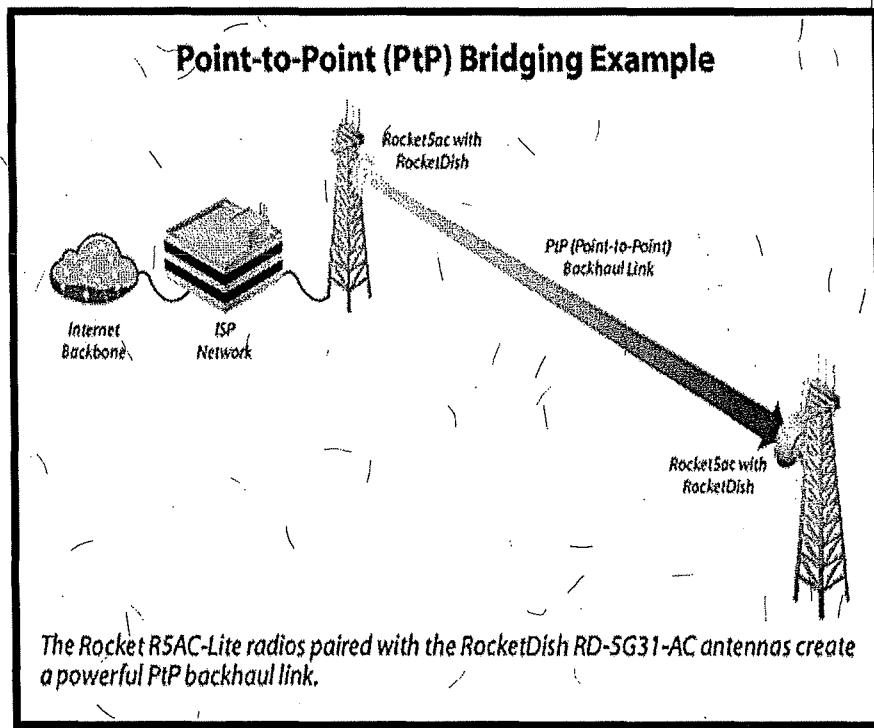 Point-to-Point (PtP) Bridging Example
Rocket5ac with
RocketDish
PtP (Point-to-Point)
Backhaul Link
Internet
Backbone
ISP
Network
Rocket5ac with
RocketDish
The Rocket R5AC-Lite radios paired with the RocketDish RD-5G31-AC antennas create
a powerful PtP backhaul link.